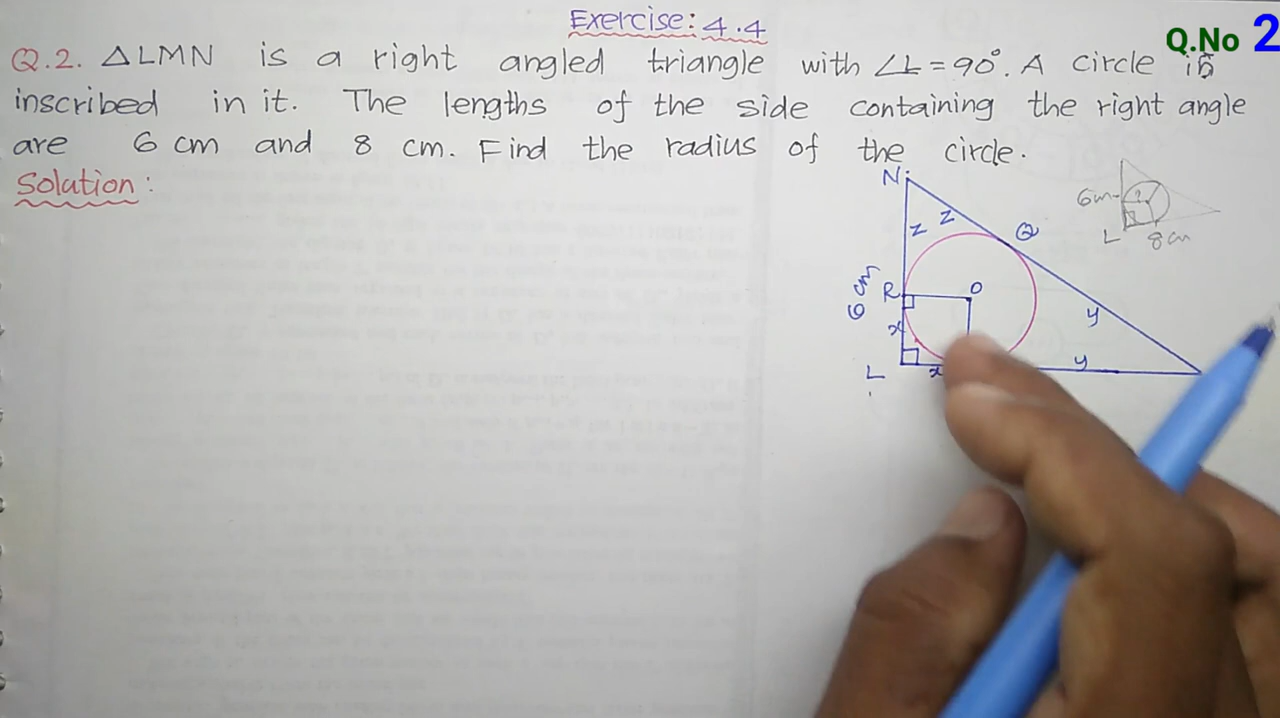 Exercise: 4.4
Q.No 2
Q.2. △LMN is a right angled triangle with ∠L = 90°. A circle is
inscribed in it. The lengths of the side containing the right angle
are 6 cm and 8 cm. Find the radius of the circle.
Solution:
N
z z
Q
6 cm
R
O
x
y
L
x
y
6m
L
8cm